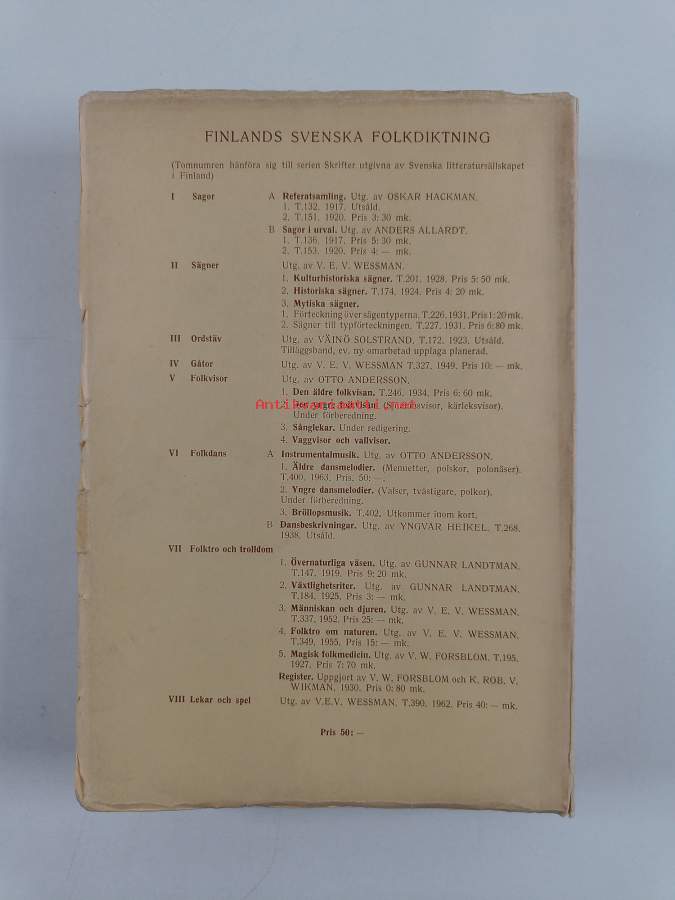 FINLANDS SVENSKA FOLKDIKTNING
(Tomnumren hänföra sig till serien Skrifter utgivna av Svenska litteratursällskapet
i Finland)
I Sagor A Referatsamling. Utg. av OSKAR HACKMAN.
1. T.132, 1917. Utsåld.
2. T.151, 1920. Pris 3: 30 mk.
B Sagor i urval. Utg. av ANDERS ALLARDT.
1. T.136, 1917. Pris 5: 30 mk.
2. T.153, 1920. Pris 4: — mk.
II Sägner Utg. av V. E. V. WESSMAN.
1. Kulturhistoriska sägner. T.201, 1928. Pris 5: 50 mk.
2. Historiska sägner. T.174, 1924. Pris 4: 20 mk.
3. Mytiska sägner.
1. Förteckning över sägentyperna. T.226, 1931. Pris 1: 20 mk.
2. Sägner till typförteckningen. T.227, 1931. Pris 6: 80 mk.
III Ordstäv Utg. av VÄINÖ SOLSTRAND. T.172, 1923. Utsåld.
Tilläggsband, ev. ny omarbetad upplaga planerad.
IV Gåtor Utg. av V. E. V. WESSMAN T.327, 1949. Pris 10: — mk.
V Folkvisor Utg. av OTTO ANDERSSON.
1. Den äldre folkvisan. T.246, 1934. Pris 6: 60 mk.
2. Den yngre folkvisan. kärleksvisor).
Under förberedning.
3. Sånglekar. Under redigering.
4. Vaggvisor och vallvisor.
VI Folkdans A Instrumentalmusik. Utg. av OTTO ANDERSSON.
1. Äldre dansmelodier. (Menuetter, polskor, polonäser).
T.400, 1963. Pris. 50: —.
2. Yngre dansmelodier. (Valser, tvåstigare, polkor).
Under förberedning.
3. Bröllopsmusik. T.402. Utkommer inom kort.
B Dansbeskrivningar. Utg. av YNGVAR HEIKEL. T.268,
1938. Utsåld.
VII Folktro och trolldom
1. Övernaturliga väsen. Utg. av GUNNAR LANDTMAN.
T.147, 1919. Pris 9: 20 mk.
2. Växtlighetsriter. Utg. av GUNNAR LANDTMAN.
T.184, 1925. Pris 3: — mk.
3. Människan och djuren. Utg. av V. E. V. WESSMAN.
T.337, 1952. Pris 25: — mk.
4. Folktro om naturen. Utg. av V. E. V. WESSMAN.
T.349, 1955. Pris 15: — mk.
5. Magisk folkmedicin. Utg. av V. W. FORSBLOM. T.195,
1927. Pris 7: 70 mk.
Register. Uppgjort av V. W. FORSBLOM och K. ROB. V.
WIKMAN. 1930. Pris 0: 80 mk.
VIII Lekar och spel Utg. av V.E.V. WESSMAN. T.390, 1962. Pris 40: — mk.
Pris 50: —